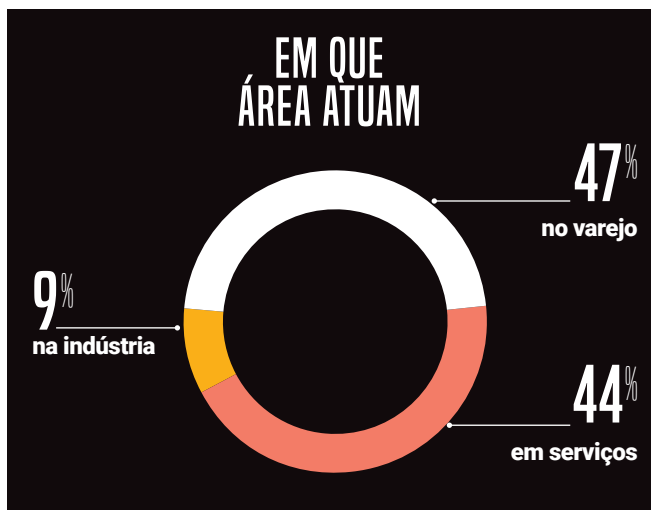 EM QUE
ÁREA ATUAM
47%
no varejo
9%
na indústria
44%
em serviços